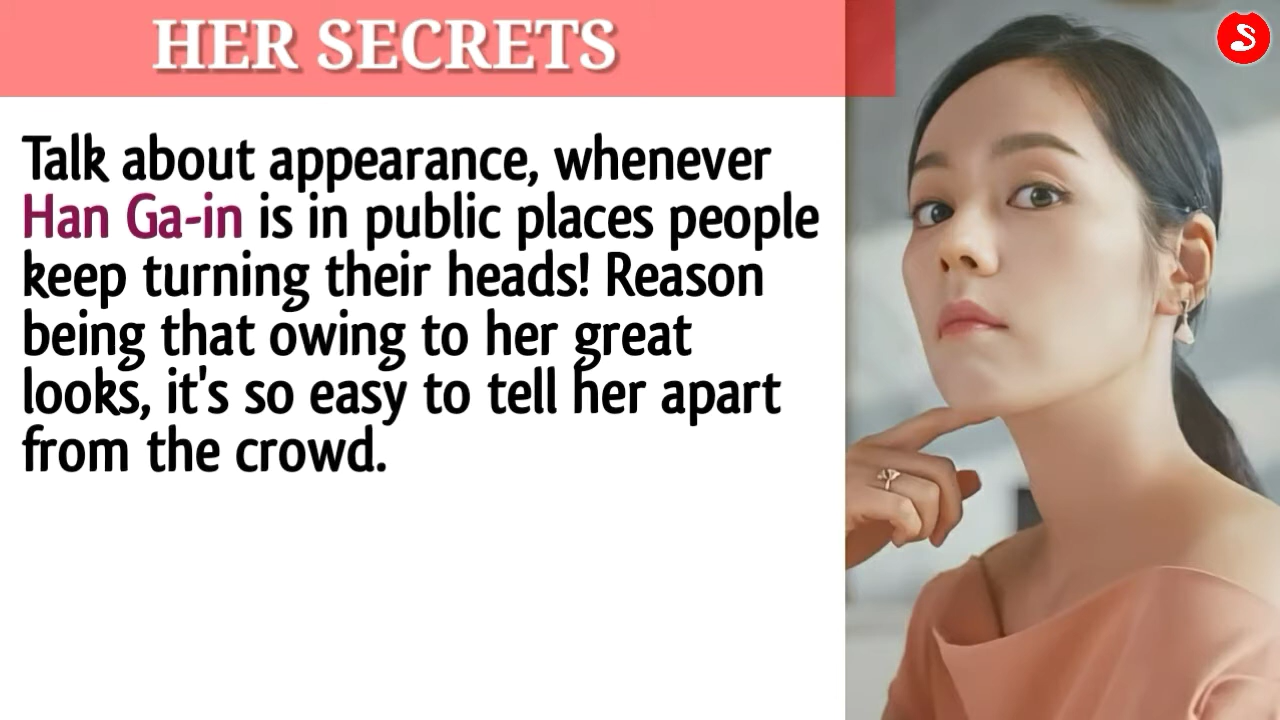 HER SECRETS
Talk about appearance, whenever
Han Ga-in is in public places people
keep turning their heads! Reason
being that owing to her great
looks, it's so easy to tell her apart
from the crowd.
S